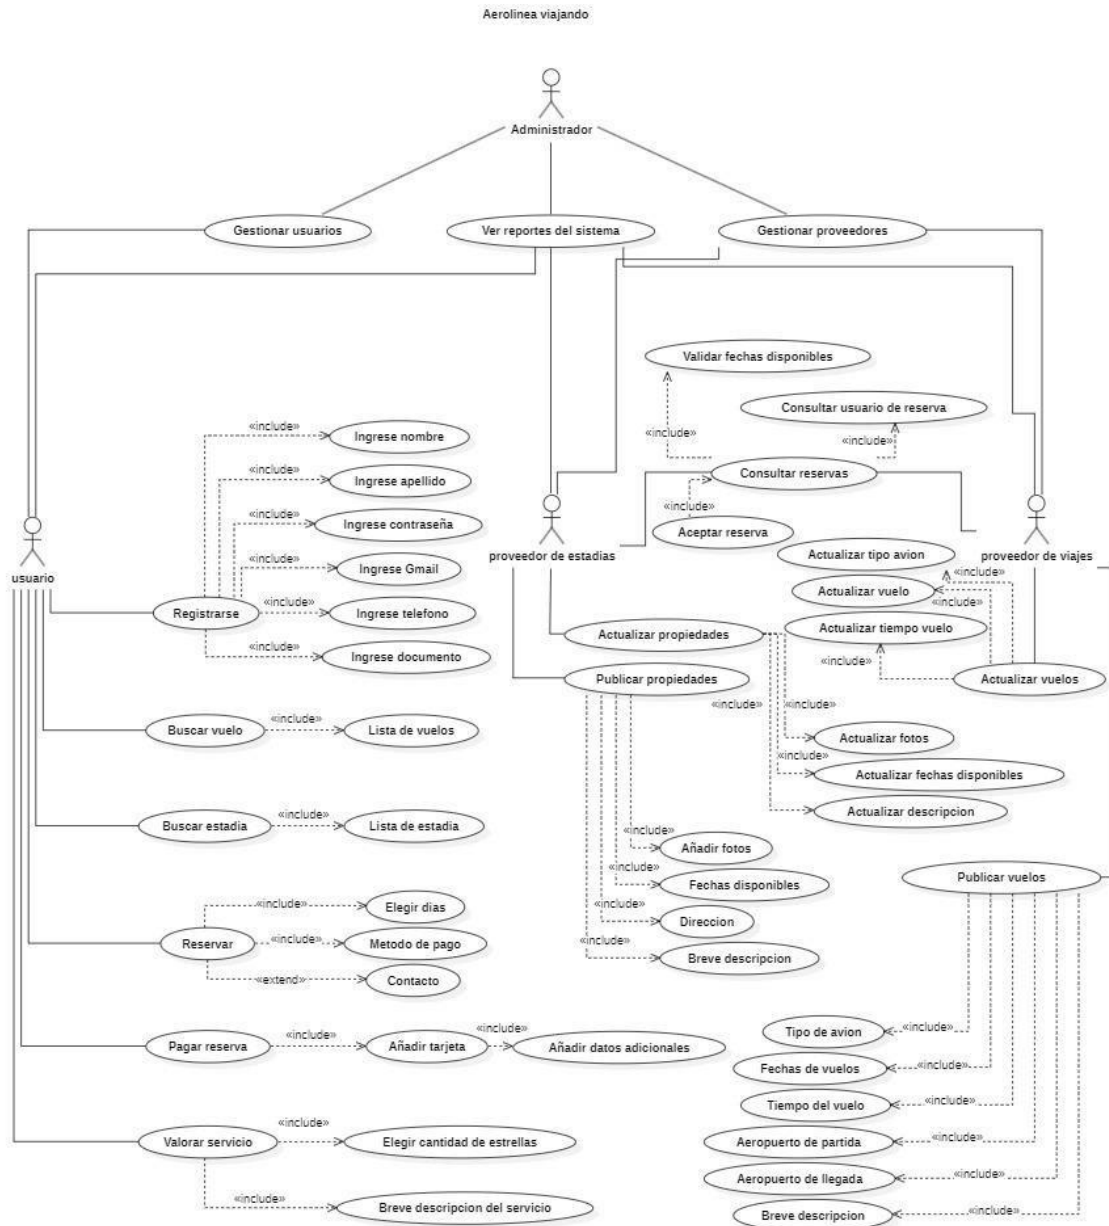 Aerolinea viajando
Administrador
Gestionar usuarios
Ver reportes del sistema
Gestionar proveedores
Validar fechas disponibles
Consultar usuario de reserva
«include»
«include»
Consultar reservas
«include»
Aceptar reserva
usuario
proveedor de estadias
proveedor de viajes
«include»
Ingrese nombre
«include»
Ingrese apellido
«include»
Ingrese contraseña
«include»
Ingrese Gmail
Registrarse
«include»
Ingrese telefono
«include»
Ingrese documento
Actualizar tipo avion
«include»
Actualizar vuelo
«include»
Actualizar tiempo vuelo
«include»
Actualizar vuelos
Actualizar propiedades
Publicar propiedades
«include»
«include»
Actualizar fotos
«include»
Actualizar fechas disponibles
Actualizar descripcion
Buscar vuelo
«include»
Lista de vuelos
Buscar estadia
«include»
Lista de estadia
«include»
Añadir fotos
«include»
Fechas disponibles
«include»
Direccion
«include»
Breve descripcion
Publicar vuelos
«include»
Elegir dias
Reservar
«include»
Metodo de pago
«extend»
Contacto
Pagar reserva
«include»
Añadir tarjeta
«include»
Añadir datos adicionales
Tipo de avion
«include»
Fechas de vuelos
«include»
Tiempo del vuelo
«include»
Aeropuerto de partida
«include»
Aeropuerto de llegada
«include»
Breve descripcion
«include»
Valorar servicio
«include»
Elegir cantidad de estrellas
«include»
Breve descripcion del servicio